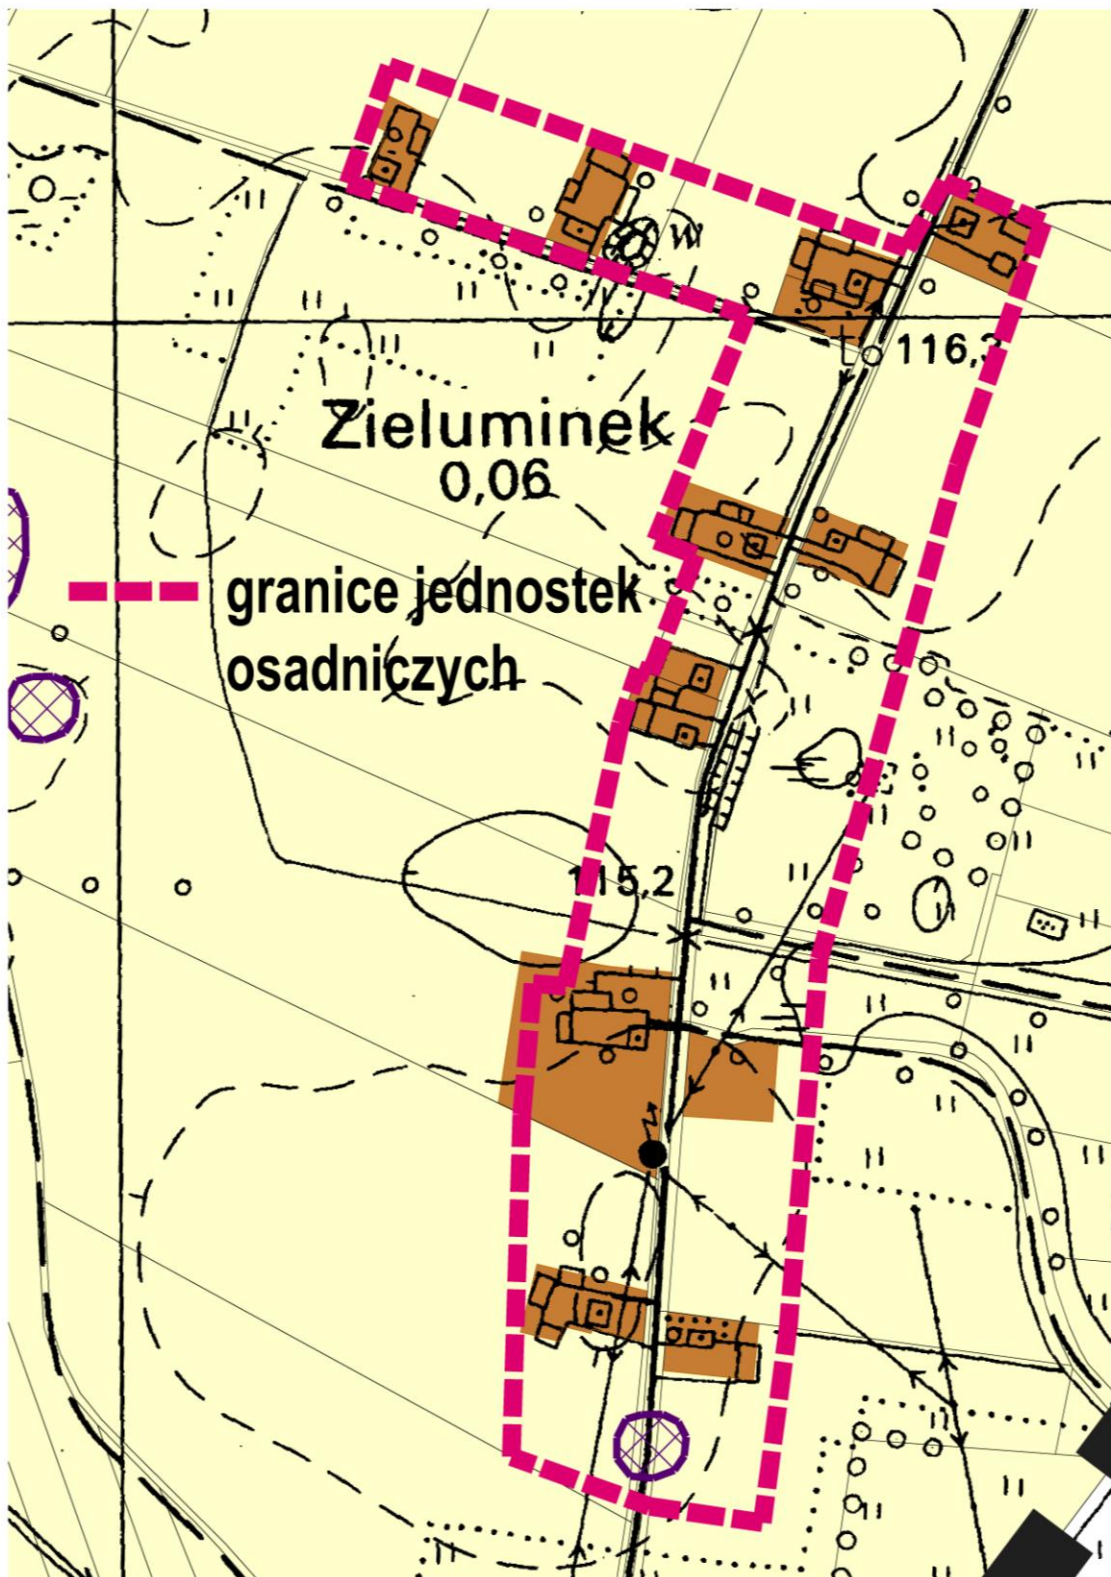 W
116,3
Zieluminek
0,06
granice jednostek
osadniczych
115,2